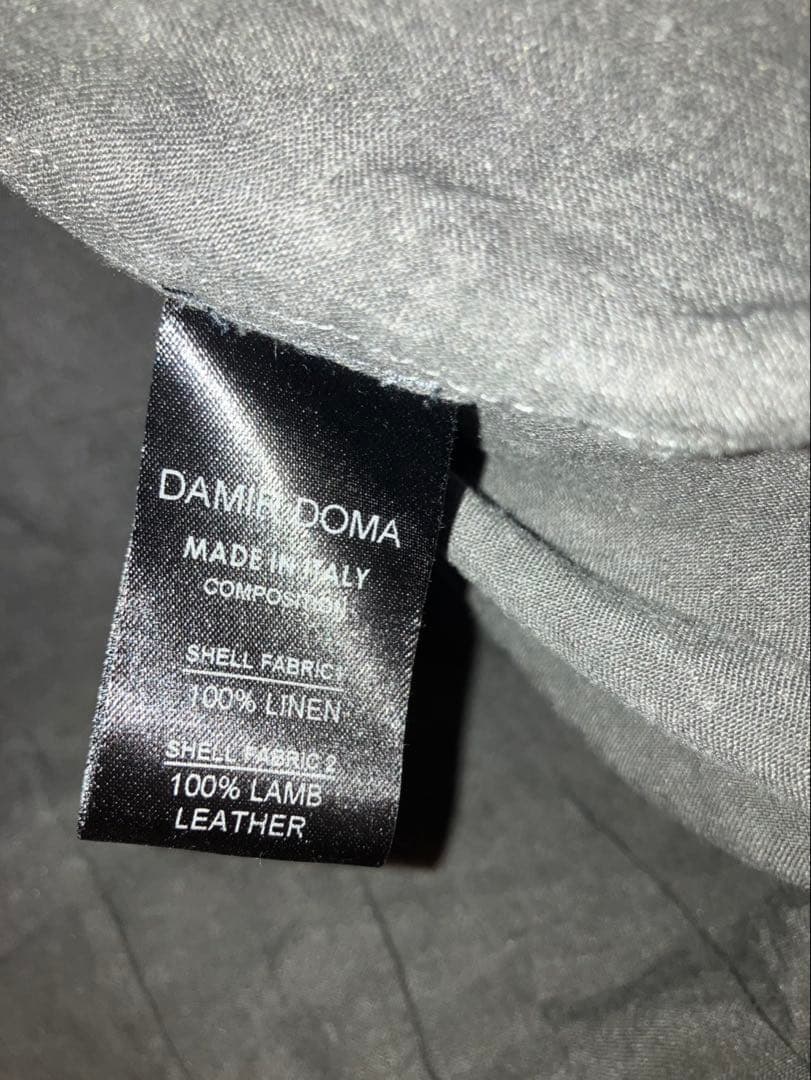 DAMIR DOMA
MADE IN ITALY
COMPOSITION
SHELL FABRIC 1
100% LINEN
SHELL FABRIC 2
100% LAMB
LEATHER